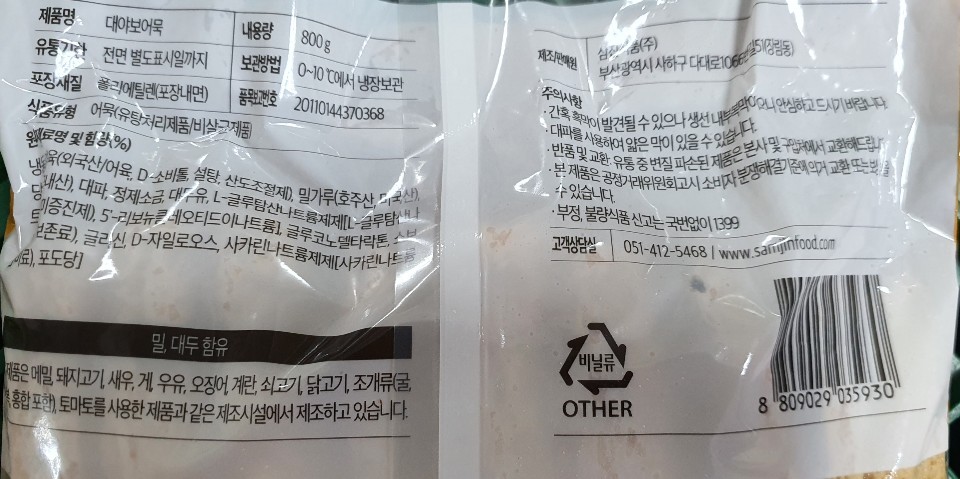 제품명 대야보어묵 내용량 800g
유통기한 전면 별도표시일까지 보관방법 0~10℃에서 냉장보관
포장재질 폴리에틸렌(포장내면) 품목보고번호 20110144370368
식품유형 어묵(유탕처리제품/비살균제품)
원재료명 및 함량(%)
(외국산/어육, D-소비톨, 설탕, 산도조절제), 밀가루(호주산, 미국산),
대파, 정제소금, 대두유, L-글루탐산나트륨제제[L-글루탐산나
5'-리보뉴클레오티드이나트륨], 글루코노델타락톤,
글리신, D-자일로오스, 사카린나트륨제제[사카린나트륨
포도당]
밀, 대두 함유
제품은 메밀, 돼지고기, 새우, 게, 우유, 오징어, 계란, 쇠고기, 닭고기, 조개류(굴,
홍합 포함), 토마토를 사용한 제품과 같은 제조시설에서 제조하고 있습니다.
제조/판매원
부산광역시 사하구 다대로
주의사항
· 간혹 흑막이 발견될 수 있으나 생선 내복막이오니 안심하고 드시기 바랍니다.
· 대파를 사용하여 얇은 막이 있을 수 있습니다.
· 반품 및 교환: 유통 중 변질 파손된 제품은 본사 및 구입처에서 교환해드립니다
· 본 제품은 공정거래위원회고시 소비자 분쟁해결기준에 의거 교환 또는
수 있습니다.
· 부정, 불량식품 신고는 국번없이 1399
고객상담실 051-412-5468 | www.samjinfood.com
비닐류
OTHER
8 809029 035930